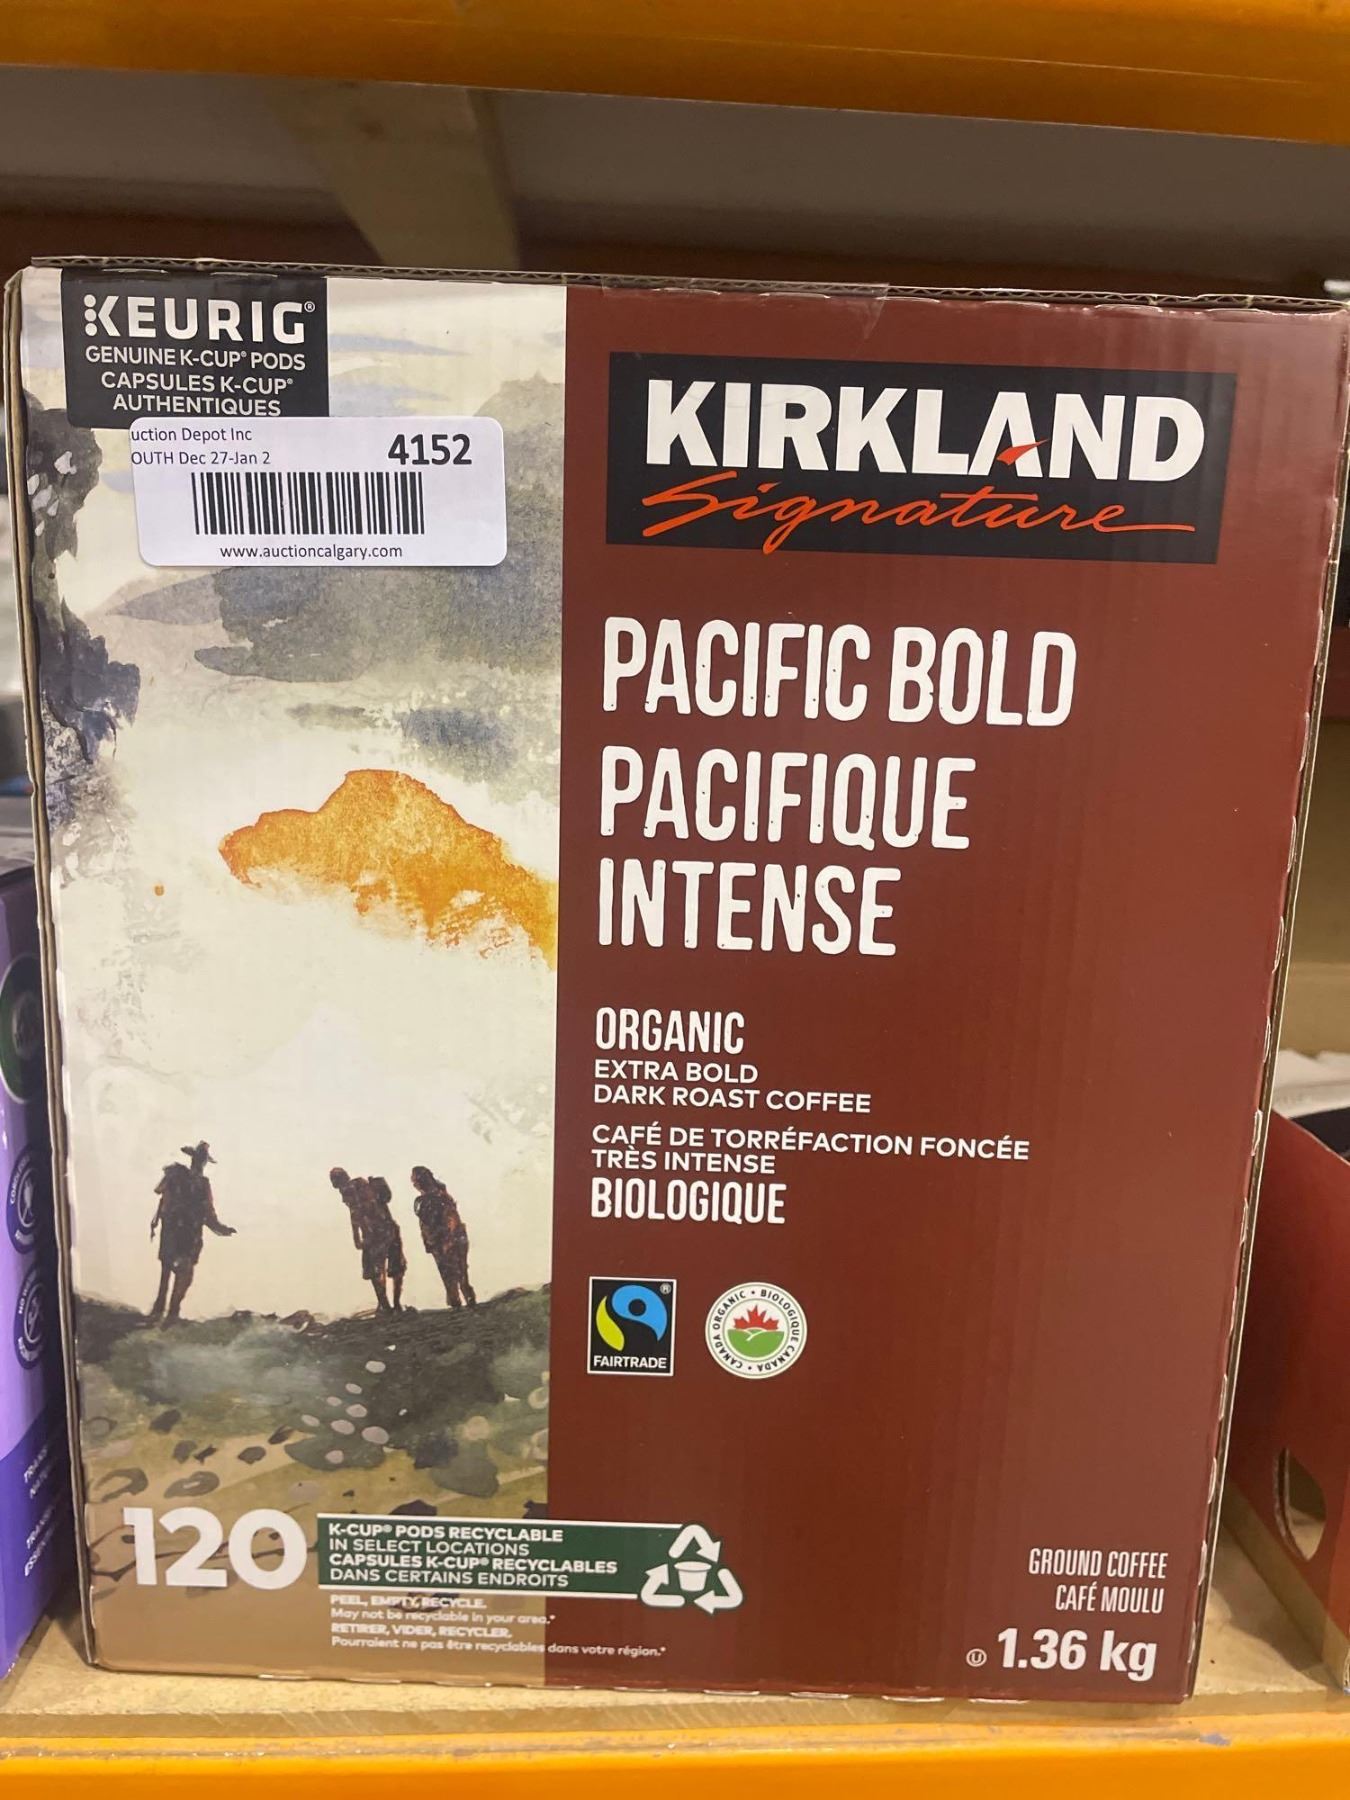 KEURIG®
GENUINE K-CUP® PODS
CAPSULES K-CUP®
AUTHENTIQUES
uction Depot Inc
OUTH Dec 27-Jan 2
4152
www.auctioncalgary.com
KIRKLAND
Signature
PACIFIC BOLD
PACIFIQUE
INTENSE
ORGANIC
EXTRA BOLD
DARK ROAST COFFEE
CAFÉ DE TORRÉFACTION FONCÉE
TRÈS INTENSE
BIOLOGIQUE
FAIRTRADE ®
CANADA ORGANIC • BIOLOGIQUE CANADA •
120
K-CUP® PODS RECYCLABLE
IN SELECT LOCATIONS
CAPSULES K-CUP® RECYCLABLES
DANS CERTAINS ENDROITS
PEEL, EMPTY, RECYCLE.
May not be recyclable in your area.*
RETIRER, VIDER, RECYCLER.
Pourraient ne pas être recyclables dans votre région.*
GROUND COFFEE
CAFÉ MOULU
U 1.36 kg